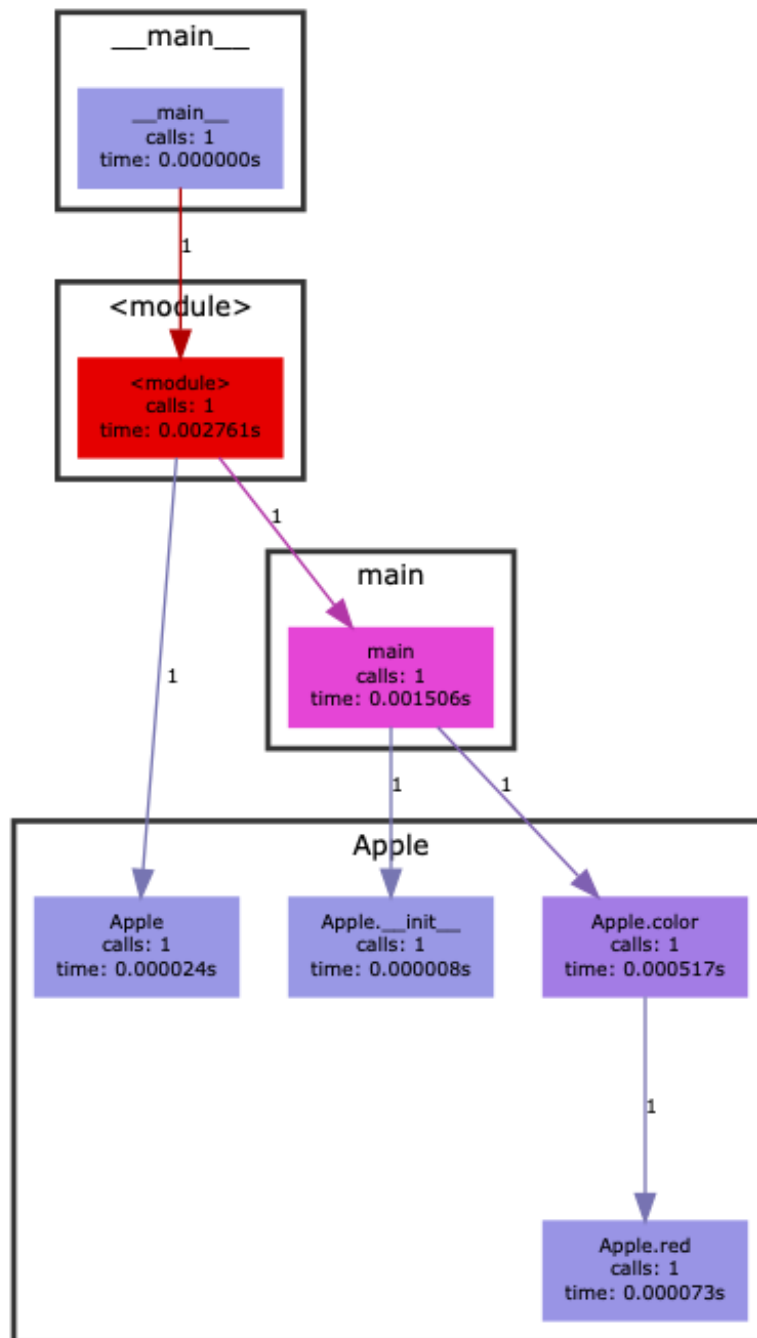 __main__
__main__
calls: 1
time: 0.000000s
1
<module>
<module>
calls: 1
time: 0.002761s
1
main
main
calls: 1
time: 0.001506s
1
1
1
Apple
Apple
calls: 1
time: 0.000024s
Apple.__init__
calls: 1
time: 0.000008s
Apple.color
calls: 1
time: 0.000517s
1
Apple.red
calls: 1
time: 0.000073s